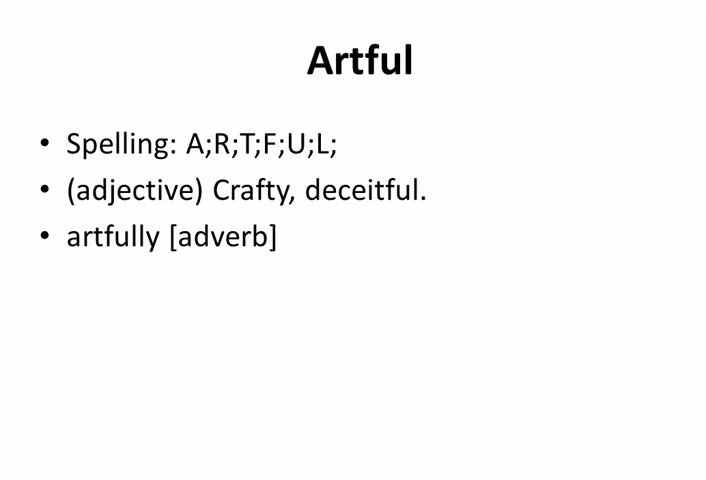 Artful
• Spelling: A;R;T;F;U;L;
• (adjective) Crafty, deceitful.
• artfully [adverb]